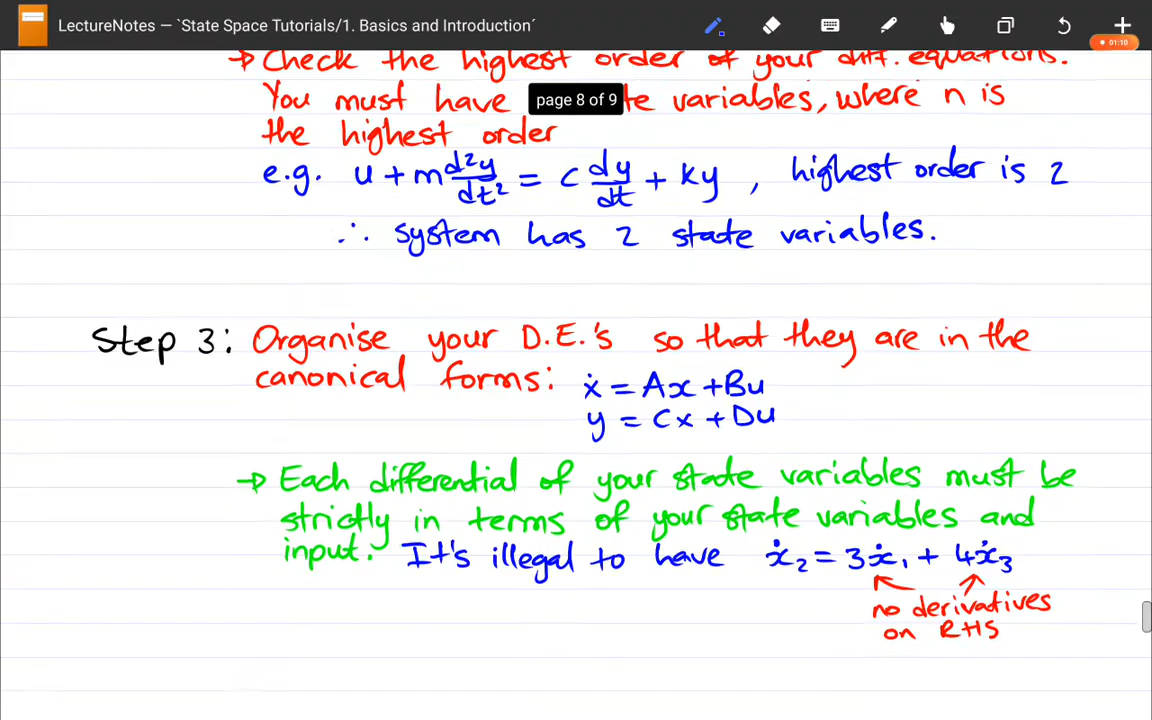 LectureNotes — `State Space Tutorials/1. Basics and Introduction´
01:10
→ Check the highest order of your diff. equations.
You must have te variables, where n is
page 8 of 9
the highest order
e.g. u + m d²y/dt² = c dy/dt + ky , highest order is 2
∴ system has 2 state variables.
Step 3: Organise your D.E.'s so that they are in the
canonical forms: ẋ = Ax + Bu
y = Cx + Du
→ Each differential of your state variables must be
strictly in terms of your state variables and
input. It's illegal to have ẋ₂ = 3ẋ₁ + 4ẋ₃
no derivatives
on RHS